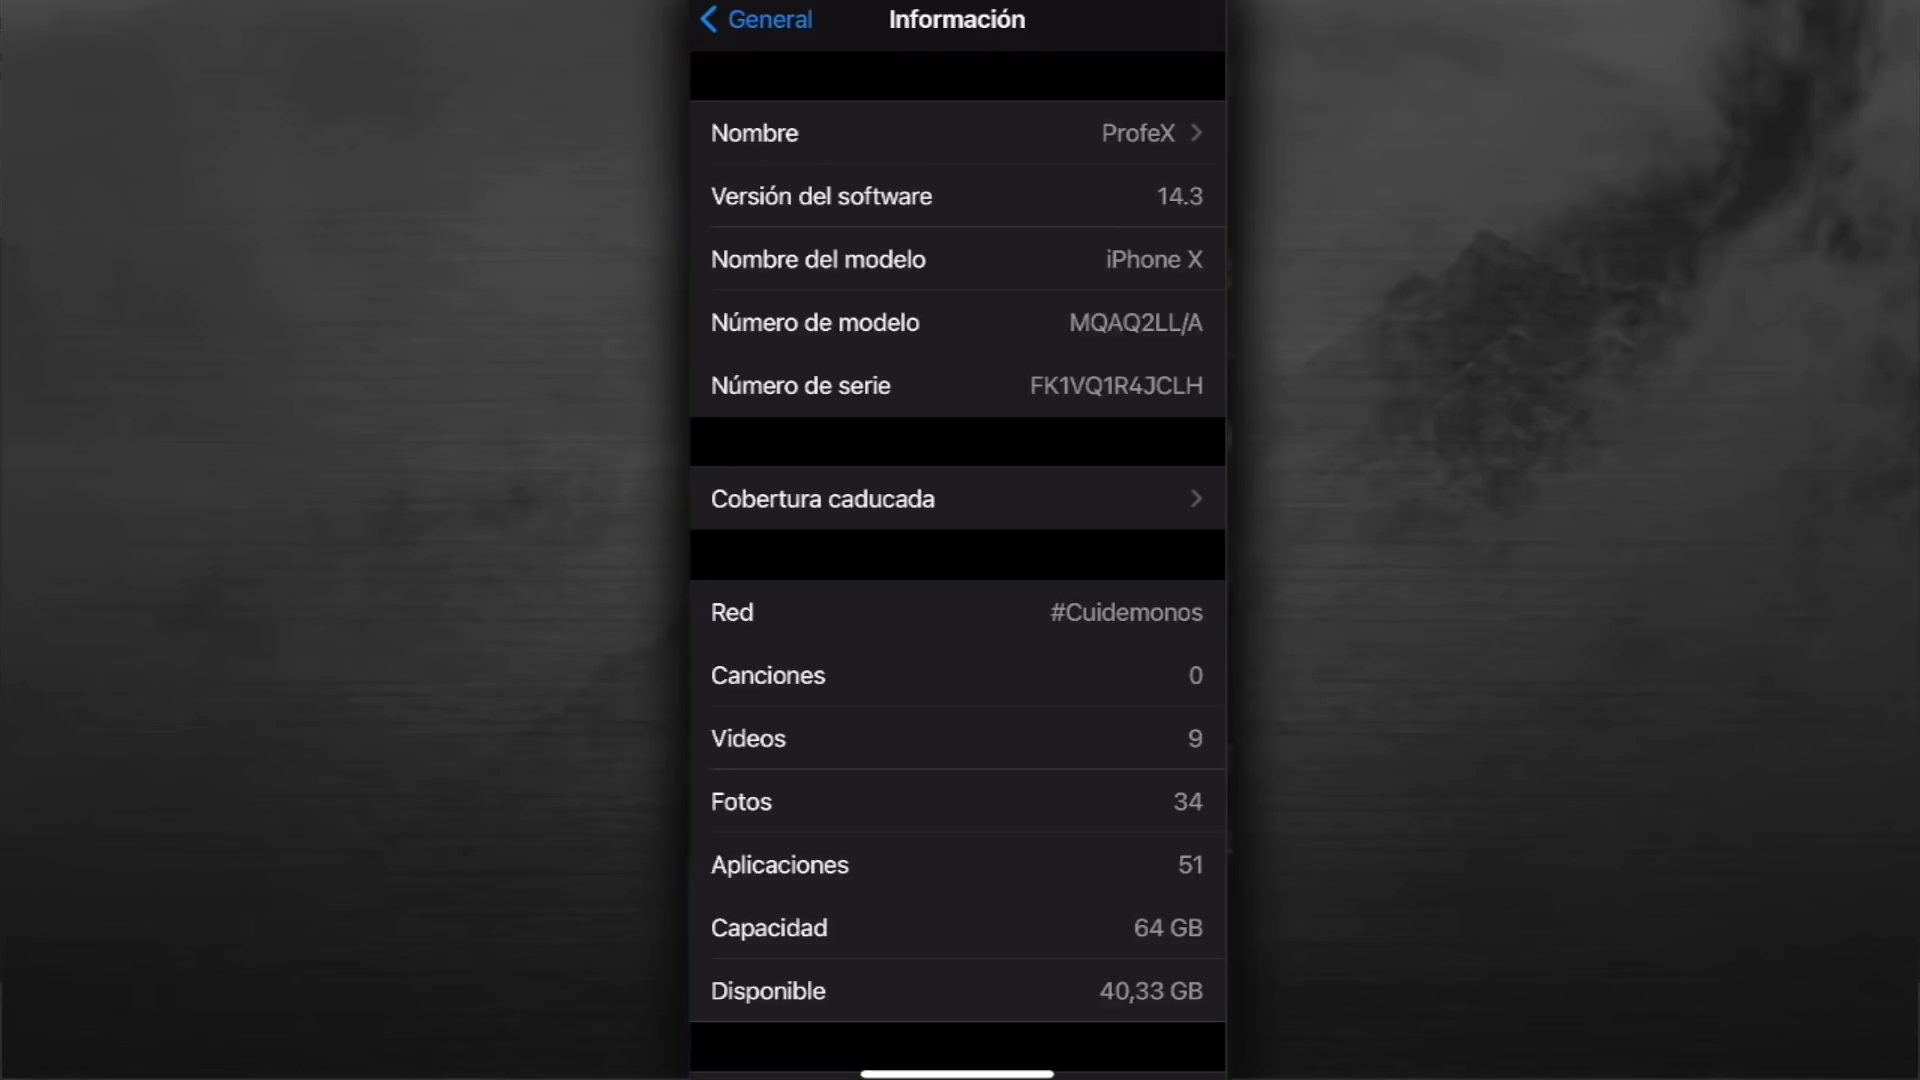 General
Información
Nombre ProfeX
Versión del software 14.3
Nombre del modelo iPhone X
Número de modelo MQAQ2LL/A
Número de serie FK1VQ1R4JCLH
Cobertura caducada
Red #Cuidemonos
Canciones 0
Videos 9
Fotos 34
Aplicaciones 51
Capacidad 64 GB
Disponible 40,33 GB